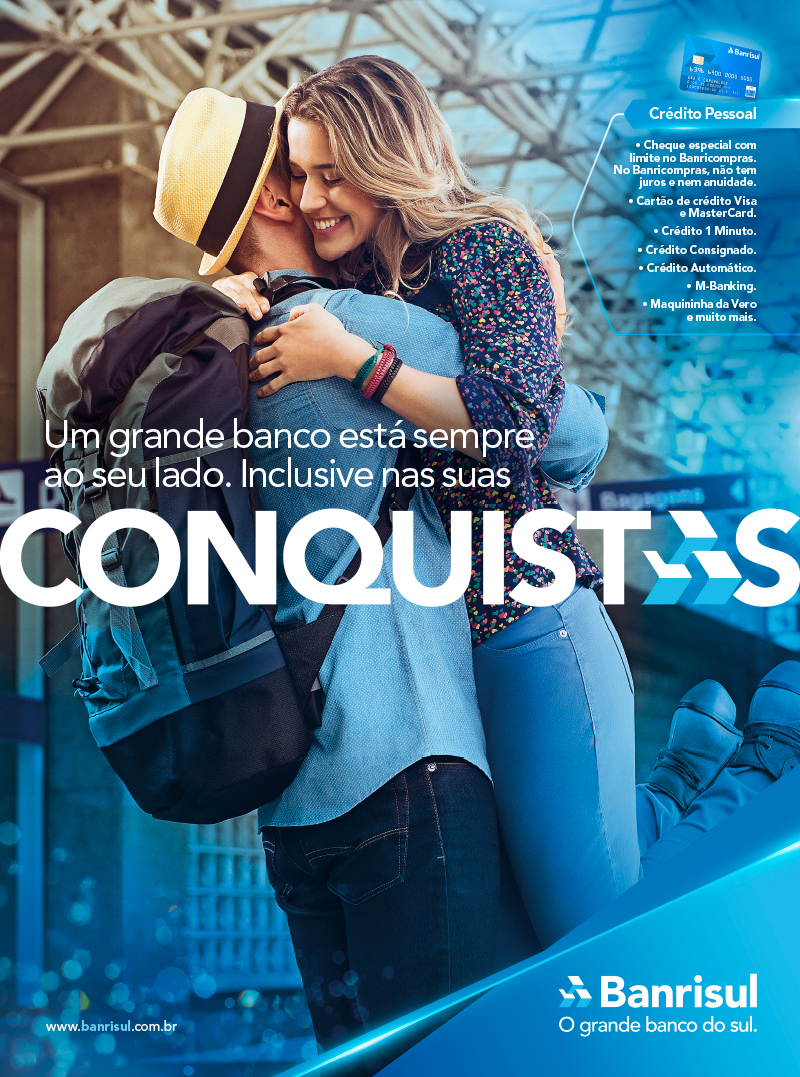 Banrisul
Crédito Pessoal
• Cheque especial com
limite no Banricompras.
No Banricompras, não tem
juros e nem anuidade.
• Cartão de crédito Visa
e MasterCard.
• Crédito 1 Minuto.
• Crédito Consignado.
• Crédito Automático.
• M-Banking.
• Maquininha da Vero
e muito mais.
Um grande banco está sempre
ao seu lado. Inclusive nas suas
Bagagens
CONQUISTAS
Banrisul
O grande banco do sul.
www.banrisul.com.br